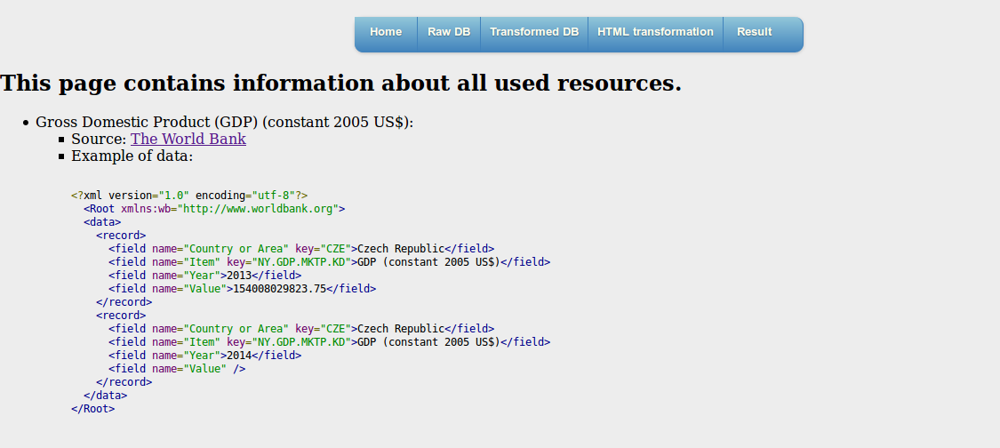 Home Raw DB Transformed DB HTML transformation Result
This page contains information about all used resources.
Gross Domestic Product (GDP) (constant 2005 US$):
Source: The World Bank
Example of data:
<?xml version="1.0" encoding="utf-8"?>
<Root xmlns:wb="http://www.worldbank.org">
<data>
<record>
<field name="Country or Area" key="CZE">Czech Republic</field>
<field name="Item" key="NY.GDP.MKTP.KD">GDP (constant 2005 US$)</field>
<field name="Year">2013</field>
<field name="Value">154008029823.75</field>
</record>
<record>
<field name="Country or Area" key="CZE">Czech Republic</field>
<field name="Item" key="NY.GDP.MKTP.KD">GDP (constant 2005 US$)</field>
<field name="Year">2014</field>
<field name="Value" />
</record>
</data>
</Root>